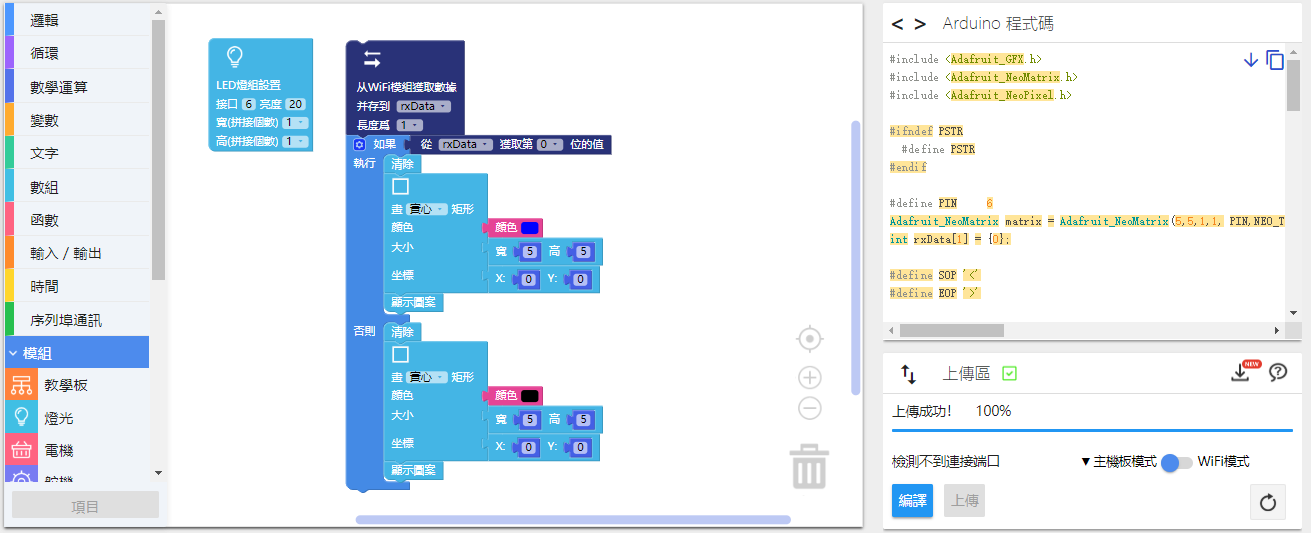 邏輯
循環
數學運算
變數
文字
數組
函數
輸入 / 輸出
時間
序列埠通訊
模組
教學板
燈光
電機
舵機
項目
LED燈組設置
接口 6 亮度 20
寬(拼接個數) 1
高(拼接個數) 1
从WiFi模組獲取數據
并存到 rxData
長度爲 1
如果 從 rxData 獲取第 0 位的值
執行 清除
畫 實心 矩形
顏色 顏色
大小 寬 5 高 5
坐標 X: 0 Y: 0
顯示圖案
否則 清除
畫 實心 矩形
顏色 顏色
大小 寬 5 高 5
坐標 X: 0 Y: 0
顯示圖案
< > Arduino 程式碼
#include <Adafruit_GFX.h>
#include <Adafruit_NeoMatrix.h>
#include <Adafruit_NeoPixel.h>
#ifndef PSTR
#define PSTR
#endif
#define PIN 6
Adafruit_NeoMatrix matrix = Adafruit_NeoMatrix(5,5,1,1, PIN,NEO_T
int rxData[1] = {0};
#define SOP '<'
#define EOP '>'
上傳區
NEW
上傳成功! 100%
檢測不到連接端口 ▼主機板模式 WiFi模式
編譯 上傳